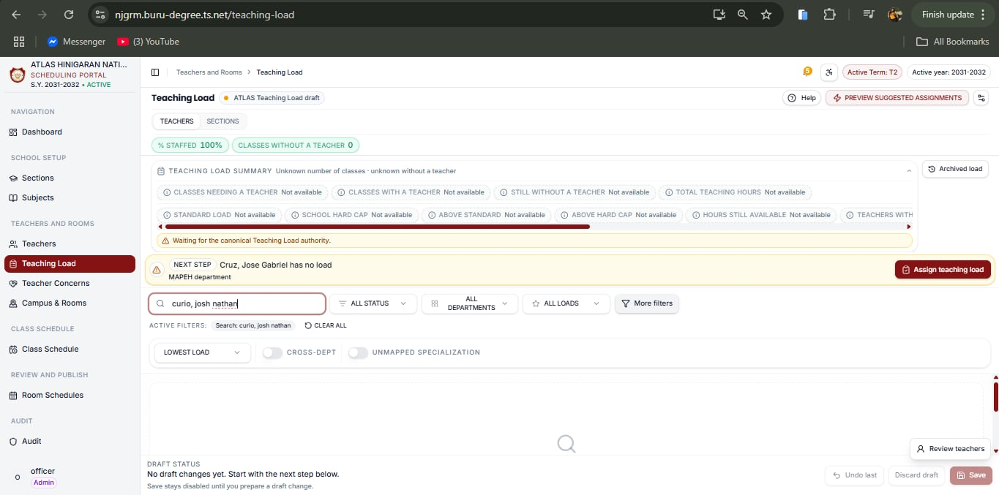 njgrm.buru-degree.ts.net/teaching-load
Finish update
Messenger
(3) YouTube
All Bookmarks
ATLAS HINIGARAN NATI...
SCHEDULING PORTAL
S.Y. 2031-2032 • ACTIVE
NAVIGATION
Dashboard
SCHOOL SETUP
Sections
Subjects
TEACHERS AND ROOMS
Teachers
Teaching Load
Teacher Concerns
Campus & Rooms
CLASS SCHEDULE
Class Schedule
REVIEW AND PUBLISH
Room Schedules
AUDIT
Audit
o
officer
Admin
Teachers and Rooms > Teaching Load
5
Active Term: T2
Active year: 2031-2032
Teaching Load
ATLAS Teaching Load draft
Help
PREVIEW SUGGESTED ASSIGNMENTS
TEACHERS
SECTIONS
% STAFFED 100%
CLASSES WITHOUT A TEACHER 0
TEACHING LOAD SUMMARY Unknown number of classes · unknown without a teacher
Archived load
CLASSES NEEDING A TEACHER Not available
CLASSES WITH A TEACHER Not available
STILL WITHOUT A TEACHER Not available
TOTAL TEACHING HOURS Not available
STANDARD LOAD Not available
SCHOOL HARD CAP Not available
ABOVE STANDARD Not available
ABOVE HARD CAP Not available
HOURS STILL AVAILABLE Not available
TEACHERS WITH
Waiting for the canonical Teaching Load authority.
NEXT STEP Cruz, Jose Gabriel has no load
MAPEH department
Assign teaching load
curio, josh nathan
ALL STATUS
ALL
DEPARTMENTS
ALL LOADS
More filters
ACTIVE FILTERS: Search: curio, josh nathan
CLEAR ALL
LOWEST LOAD
CROSS-DEPT
UNMAPPED SPECIALIZATION
Review teachers
DRAFT STATUS
No draft changes yet. Start with the next step below.
Save stays disabled until you prepare a draft change.
Undo last
Discard draft
Save